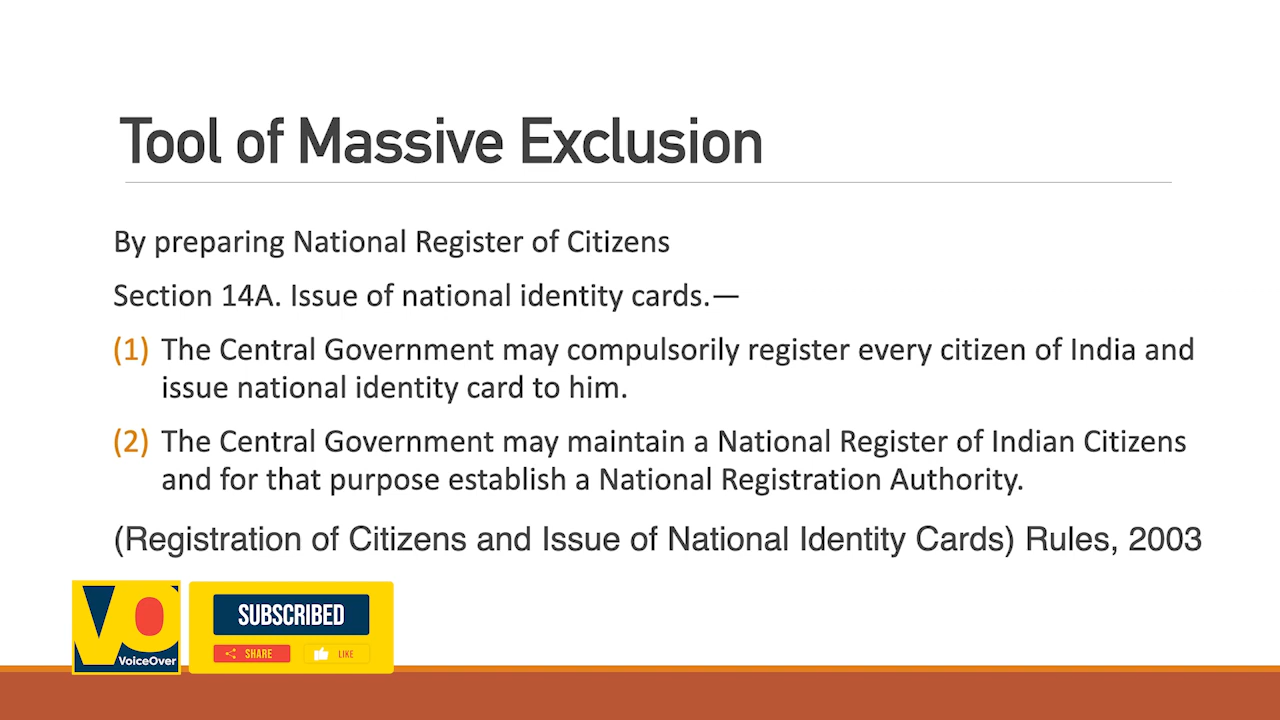 Tool of Massive Exclusion
By preparing National Register of Citizens
Section 14A. Issue of national identity cards.—
(1) The Central Government may compulsorily register every citizen of India and
issue national identity card to him.
(2) The Central Government may maintain a National Register of Indian Citizens
and for that purpose establish a National Registration Authority.
(Registration of Citizens and Issue of National Identity Cards) Rules, 2003
VO
VoiceOver
SUBSCRIBED
SHARE
LIKE